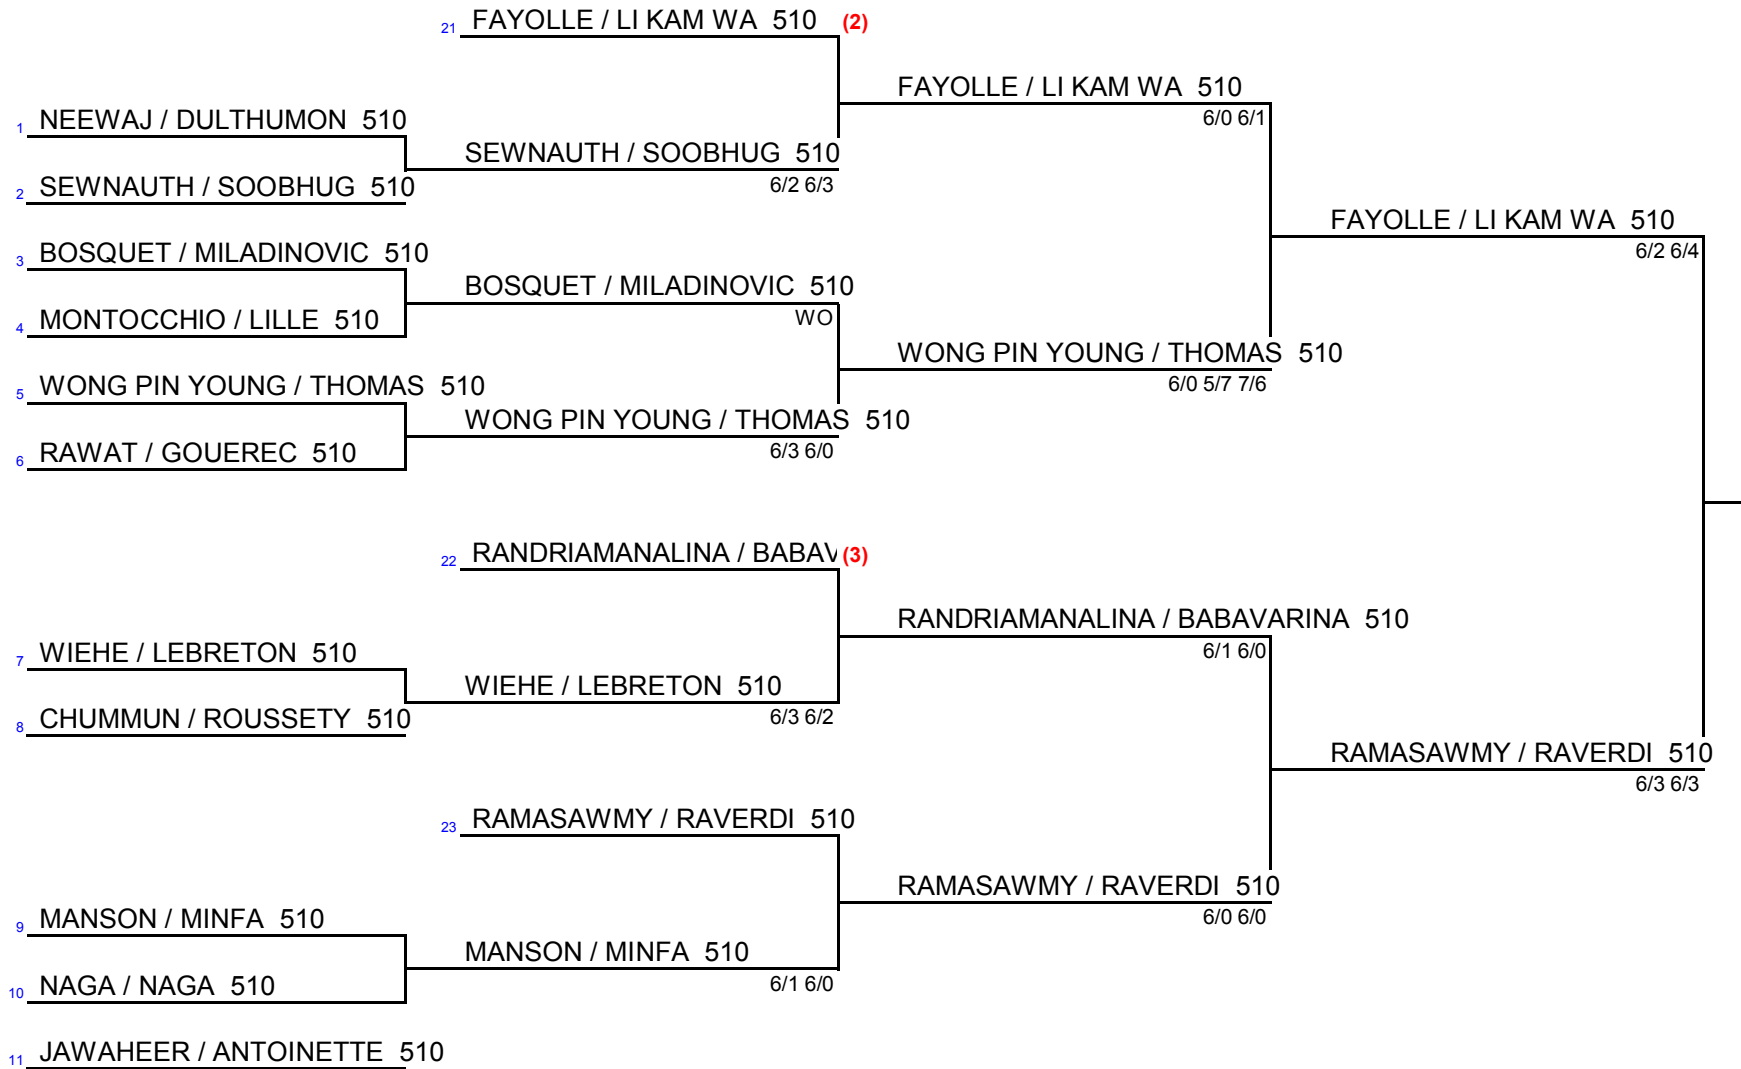 21 FAYOLLE / LI KAM WA 510 (2)
FAYOLLE / LI KAM WA 510
6/0 6/1
1 NEEWAJ / DULTHUMON 510
SEWNAUTH / SOOBHUG 510
6/2 6/3
2 SEWNAUTH / SOOBHUG 510
FAYOLLE / LI KAM WA 510
6/2 6/4
3 BOSQUET / MILADINOVIC 510
BOSQUET / MILADINOVIC 510
WO
4 MONTOCCHIO / LILLE 510
WONG PIN YOUNG / THOMAS 510
6/0 5/7 7/6
5 WONG PIN YOUNG / THOMAS 510
WONG PIN YOUNG / THOMAS 510
6/3 6/0
6 RAWAT / GOUEREC 510
22 RANDRIAMANALINA / BABAV (3)
RANDRIAMANALINA / BABAVARINA 510
6/1 6/0
7 WIEHE / LEBRETON 510
WIEHE / LEBRETON 510
6/3 6/2
8 CHUMMUN / ROUSSETY 510
RAMASAWMY / RAVERDI 510
6/3 6/3
23 RAMASAWMY / RAVERDI 510
RAMASAWMY / RAVERDI 510
6/0 6/0
9 MANSON / MINFA 510
MANSON / MINFA 510
6/1 6/0
10 NAGA / NAGA 510
11 JAWAHEER / ANTOINETTE 510